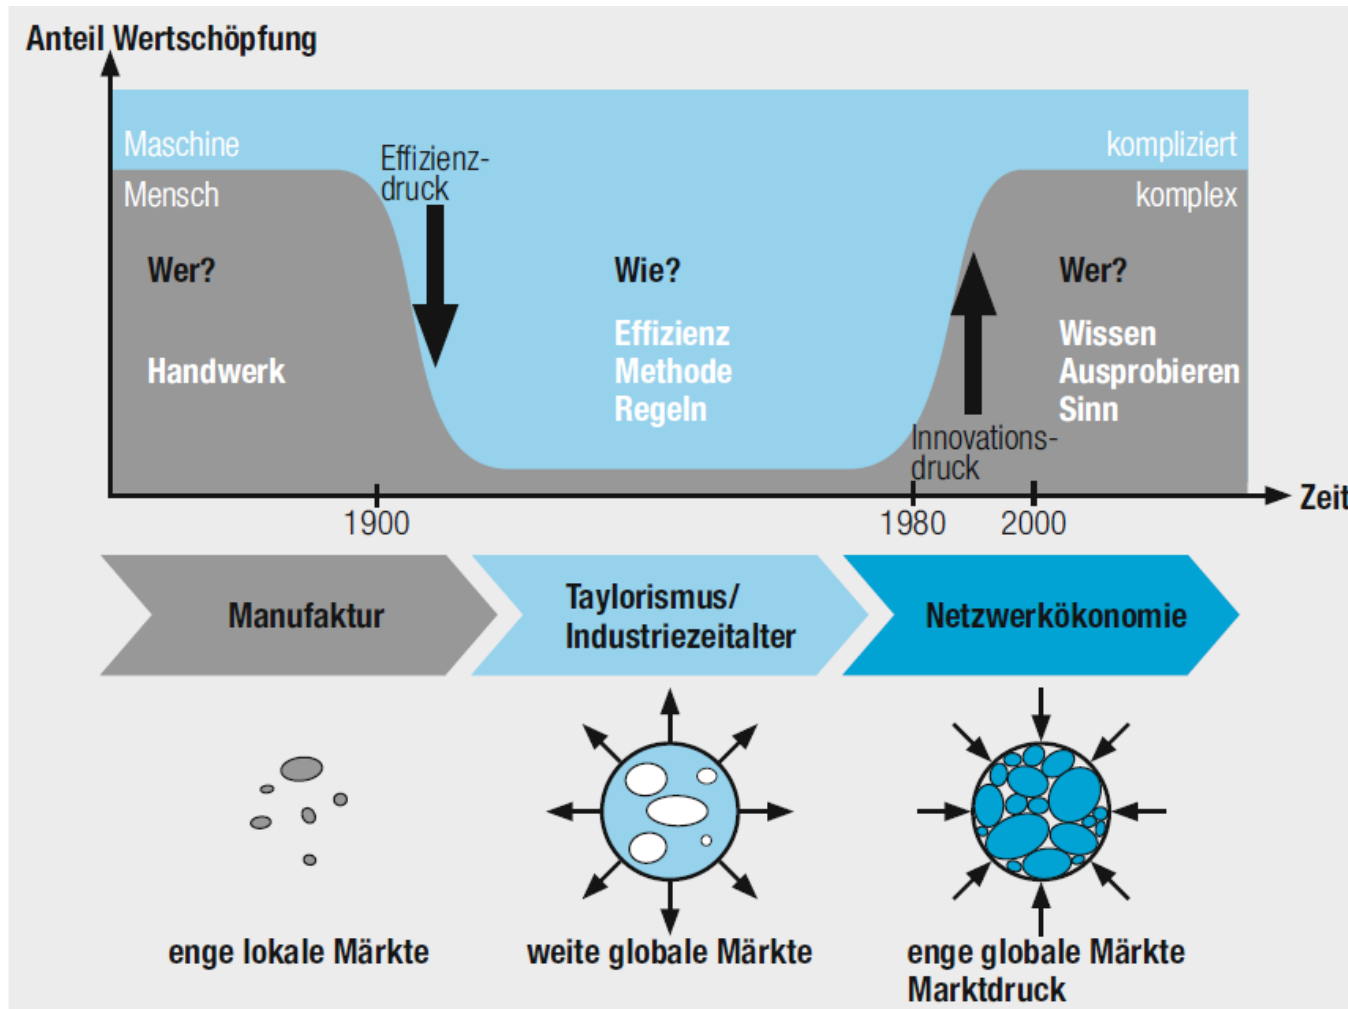 Anteil Wertschöpfung
Maschine
Mensch
Effizienz-
druck
kompliziert
komplex
Wer?
Handwerk
Wie?
Effizienz
Methode
Regeln
Wer?
Wissen
Ausprobieren
Sinn
Innovations-
druck
Zeit
1900
1980
2000
Manufaktur
Taylorismus/
Industriezeitalter
Netzwerkökonomie
enge lokale Märkte
weite globale Märkte
enge globale Märkte
Marktdruck